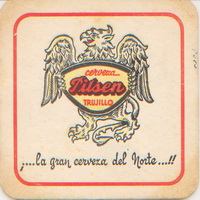 cerveza...
Pilsen
TRUJILLO
¡....la gran cerveza del Norte...!!